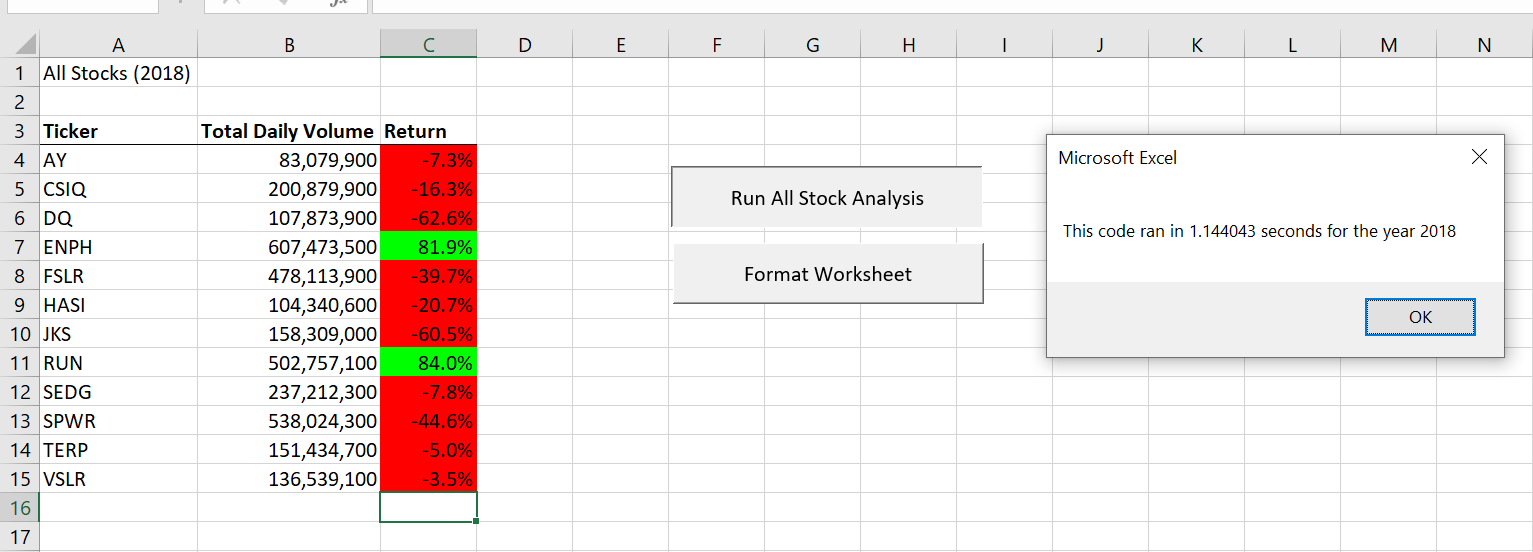 A B C D E F G H I J K L M N
1 All Stocks (2018)
2
3 Ticker Total Daily Volume Return
4 AY 83,079,900 -7.3%
5 CSIQ 200,879,900 -16.3%
6 DQ 107,873,900 -62.6%
7 ENPH 607,473,500 81.9%
8 FSLR 478,113,900 -39.7%
9 HASI 104,340,600 -20.7%
10 JKS 158,309,000 -60.5%
11 RUN 502,757,100 84.0%
12 SEDG 237,212,300 -7.8%
13 SPWR 538,024,300 -44.6%
14 TERP 151,434,700 -5.0%
15 VSLR 136,539,100 -3.5%
16
17
Run All Stock Analysis
Format Worksheet
Microsoft Excel
This code ran in 1.144043 seconds for the year 2018
OK